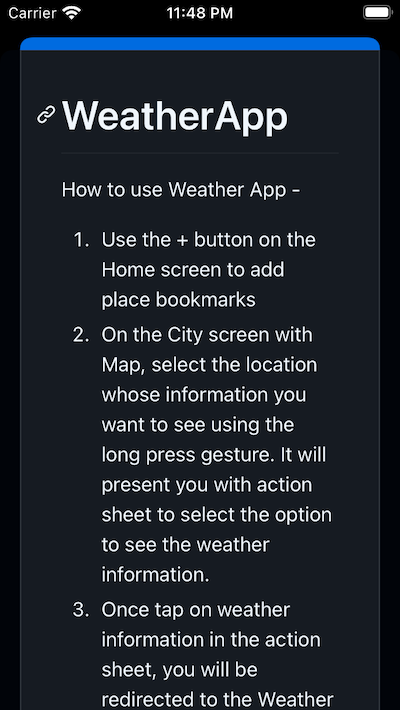 Carrier 11:48 PM
WeatherApp
How to use Weather App -
1. Use the + button on the
Home screen to add
place bookmarks
2. On the City screen with
Map, select the location
whose information you
want to see using the
long press gesture. It will
present you with action
sheet to select the option
to see the weather
information.
3. Once tap on weather
information in the action
sheet, you will be
redirected to the Weather